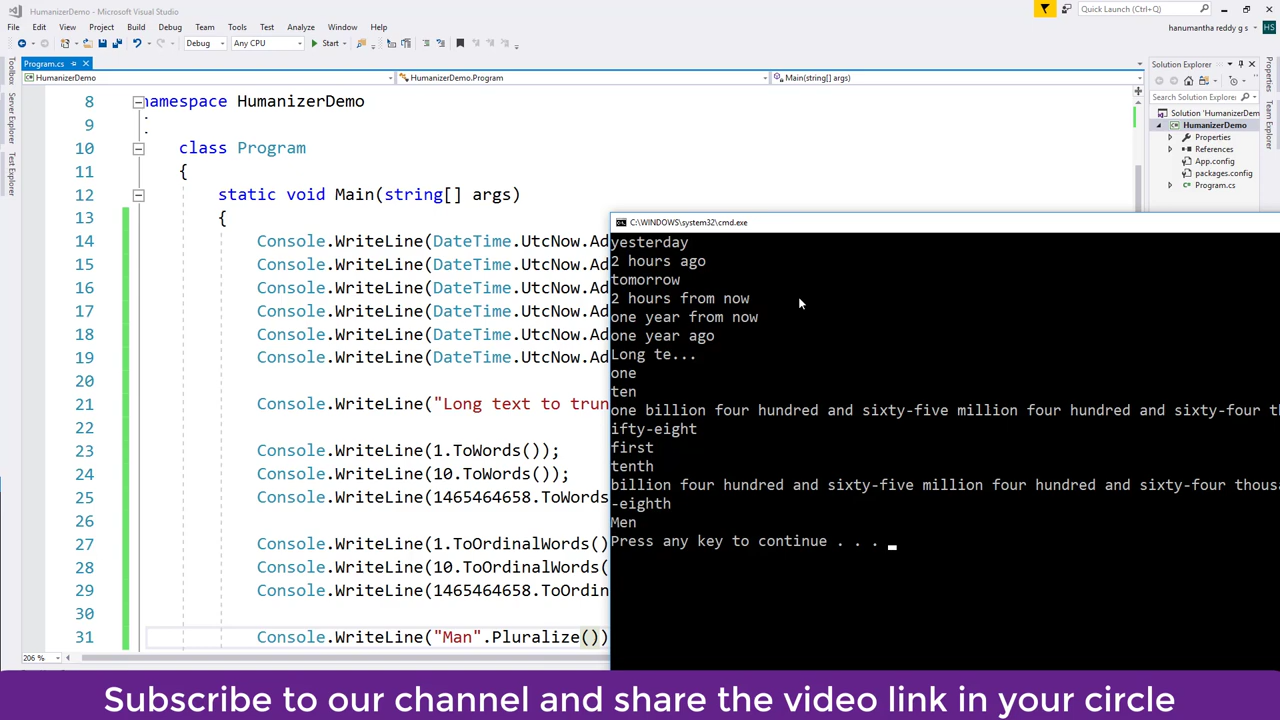 HumanizerDemo - Microsoft Visual Studio
Quick Launch (Ctrl+Q)
File Edit View Project Build Debug Team Tools Test Analyze Window Help
hanumantha reddy g s HS
Debug Any CPU Start
Program.cs
Solution Explorer
HumanizerDemo HumanizerDemo.Program Main(string[] args)
Toolbox
Server Explorer
Test Explorer
8 namespace HumanizerDemo
9
10 class Program
11 {
12 static void Main(string[] args)
13 {
14 Console.WriteLine(DateTime.UtcNow.Ad
15 Console.WriteLine(DateTime.UtcNow.Ad
16 Console.WriteLine(DateTime.UtcNow.Ad
17 Console.WriteLine(DateTime.UtcNow.Ad
18 Console.WriteLine(DateTime.UtcNow.Ad
19 Console.WriteLine(DateTime.UtcNow.Ad
20
21 Console.WriteLine("Long text to trun
22
23 Console.WriteLine(1.ToWords());
24 Console.WriteLine(10.ToWords());
25 Console.WriteLine(1465464658.ToWords
26
27 Console.WriteLine(1.ToOrdinalWords()
28 Console.WriteLine(10.ToOrdinalWords(
29 Console.WriteLine(1465464658.ToOrdin
30
31 Console.WriteLine("Man".Pluralize())
206 %
C:\WINDOWS\system32\cmd.exe
yesterday
2 hours ago
tomorrow
2 hours from now
one year from now
one year ago
Long te...
one
ten
one billion four hundred and sixty-five million four hundred and sixty-four th
ifty-eight
first
tenth
billion four hundred and sixty-five million four hundred and sixty-four thousa
-eighth
Men
Press any key to continue . . .
Search Solution Explorer
Solution 'HumanizerDem
HumanizerDemo
Properties
References
App.config
packages.config
Program.cs
Properties
Team Explorer
Subscribe to our channel and share the video link in your circle